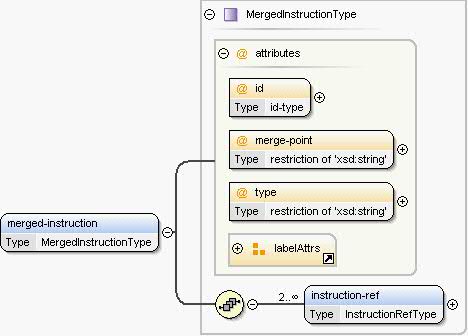 MergedInstructionType
@ attributes
@ id
Type id-type
@ merge-point
Type restriction of 'xsd:string'
@ type
Type restriction of 'xsd:string'
labelAttrs
merged-instruction
Type MergedInstructionType
2..∞
instruction-ref
Type InstructionRefType